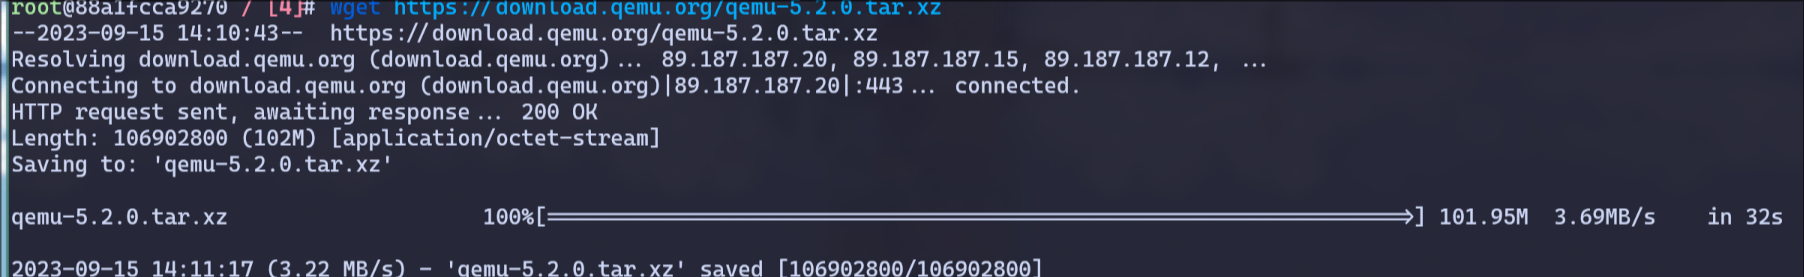 root@88a1fcca9270 / [4]# wget https://download.qemu.org/qemu-5.2.0.tar.xz
--2023-09-15 14:10:43--  https://download.qemu.org/qemu-5.2.0.tar.xz
Resolving download.qemu.org (download.qemu.org)... 89.187.187.20, 89.187.187.15, 89.187.187.12, ...
Connecting to download.qemu.org (download.qemu.org)|89.187.187.20|:443... connected.
HTTP request sent, awaiting response... 200 OK
Length: 106902800 (102M) [application/octet-stream]
Saving to: 'qemu-5.2.0.tar.xz'
qemu-5.2.0.tar.xz 100%[=================================================>] 101.95M 3.69MB/s in 32s
2023-09-15 14:11:17 (3.22 MB/s) - 'qemu-5.2.0.tar.xz' saved [106902800/106902800]